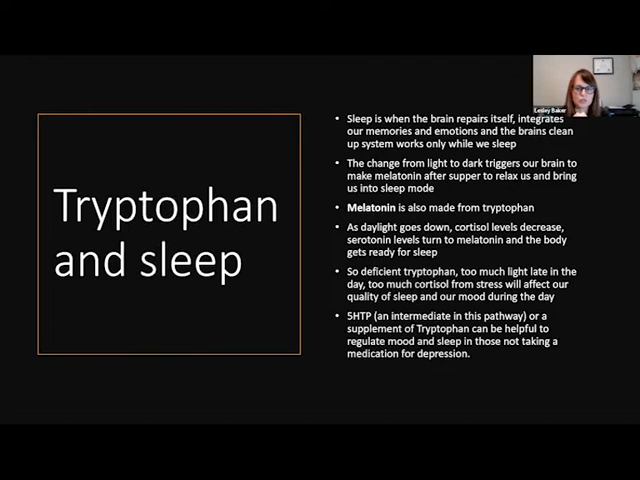 Lesley Baker
Tryptophan
and sleep
• Sleep is when the brain repairs itself, integrates
our memories and emotions and the brains clean
up system works only while we sleep
• The change from light to dark triggers our brain to
make melatonin after supper to relax us and bring
us into sleep mode
• Melatonin is also made from tryptophan
• As daylight goes down, cortisol levels decrease,
serotonin levels turn to melatonin and the body
gets ready for sleep
• So deficient tryptophan, too much light late in the
day, too much cortisol from stress will affect our
quality of sleep and our mood during the day
• 5HTP (an intermediate in this pathway) or a
supplement of Tryptophan can be helpful to
regulate mood and sleep in those not taking a
medication for depression.